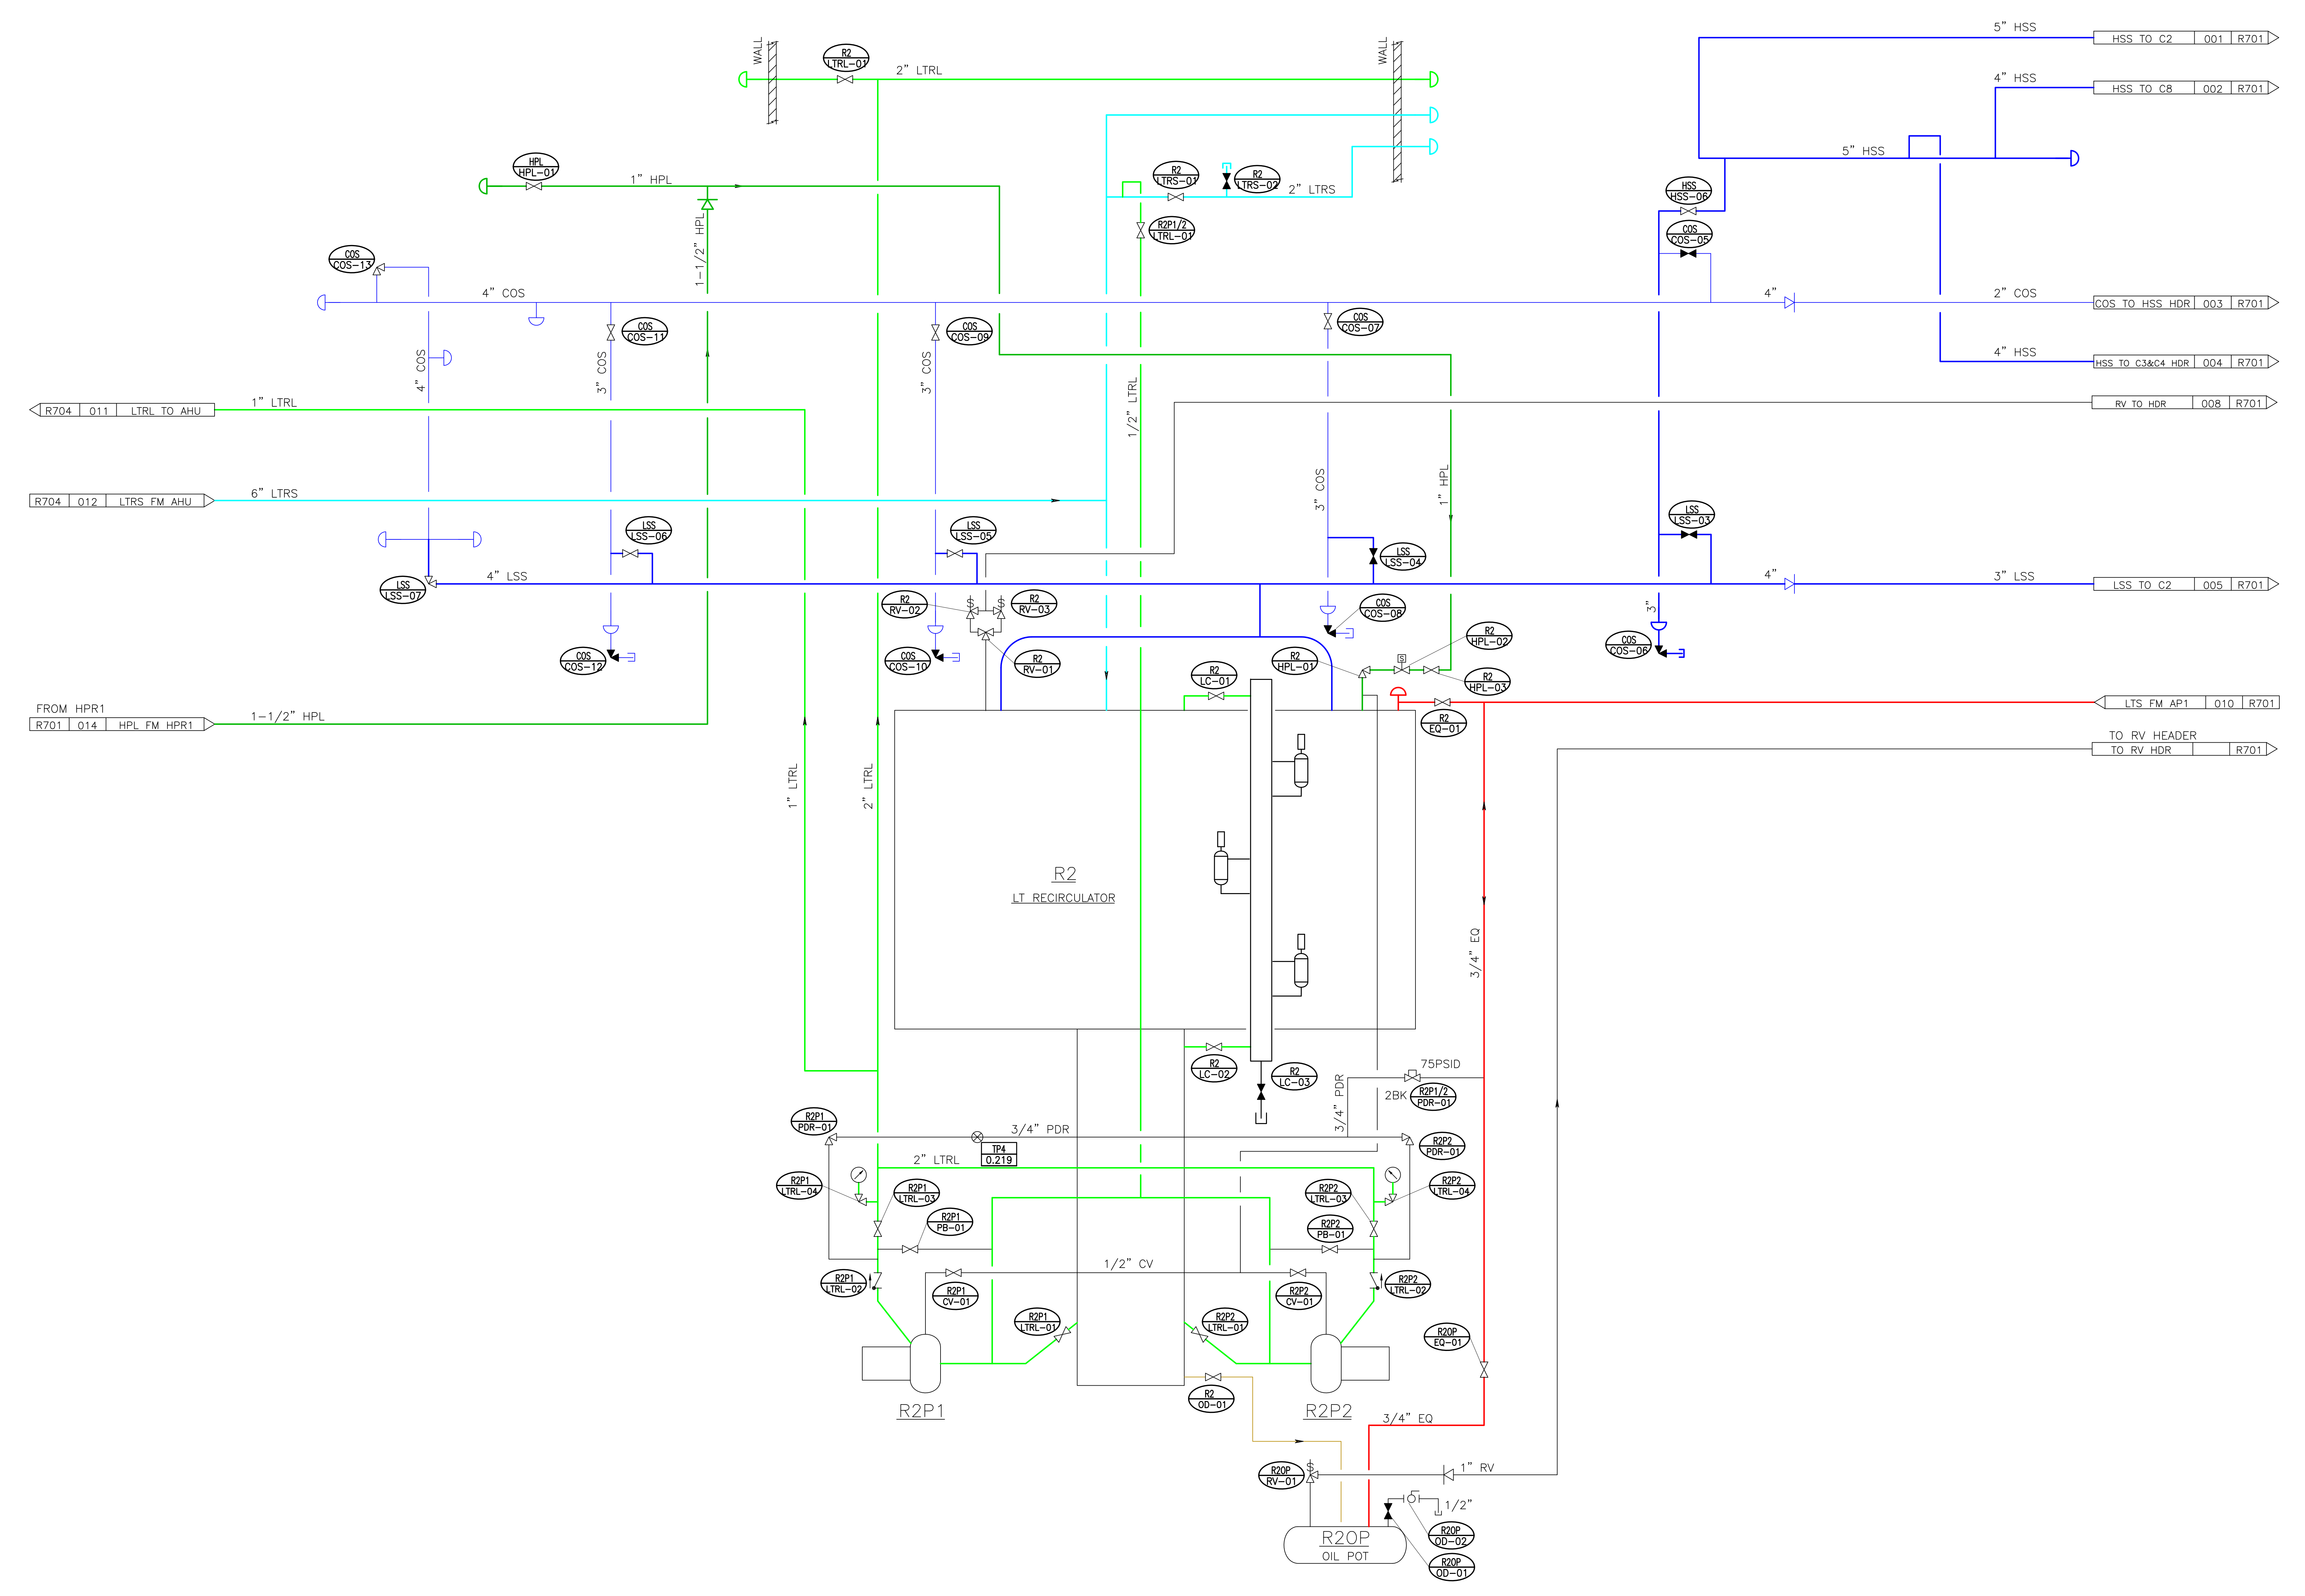 5” HSS
HSS TO C2 001 R701
WALL
WALL
R2
LTRL-01
2” LTRL
4” HSS
HSS TO C8 002 R701
5” HSS
HPL
HPL-01
1” HPL
R2
LTRS-01
R2
LTRS-02
2” LTRS
HSS
HSS-06
R2P1/2
LTRL-01
COS
COS-05
1-1/2” HPL
COS
COS-13
4” COS
4”
2” COS
COS TO HSS HDR 003 R701
COS
COS-11
COS
COS-09
COS
COS-07
4” COS
3” COS
3” COS
4” HSS
HSS TO C3&C4 HDR 004 R701
R704 011 LTRL TO AHU
1” LTRL
1/2” LTRL
RV TO HDR 008 R701
3” COS
1” HPL
R704 012 LTRS FM AHU
6” LTRS
LSS
LSS-06
LSS
LSS-05
LSS
LSS-04
LSS
LSS-03
LSS
LSS-07
4” LSS
4”
3” LSS
LSS TO C2 005 R701
R2
RV-02
R2
RV-03
COS
COS-08
3”
R2
HPL-02
COS
COS-12
COS
COS-10
R2
RV-01
R2
HPL-01
S
COS
COS-06
R2
LC-01
R2
HPL-03
FROM HPR1
R701 014 HPL FM HPR1
1-1/2” HPL
R2
EQ-01
LTS FM AP1 010 R701
TO RV HEADER
TO RV HDR R701
1” LTRL
2” LTRL
R2
LT RECIRCULATOR
3/4” EQ
R2
LC-02
R2
LC-03
75PSID
2BK
R2P1/2
PDR-01
3/4” PDR
R2P1
PDR-01
3/4” PDR
TP4
0.219
R2P2
PDR-01
2” LTRL
R2P1
LTRL-04
R2P1
LTRL-03
R2P2
LTRL-03
R2P2
LTRL-04
R2P1
PB-01
R2P2
PB-01
1/2” CV
R2P1
LTRL-02
R2P1
CV-01
R2P2
CV-01
R2P2
LTRL-02
R2P1
LTRL-01
R2P2
LTRL-01
R2OP
EQ-01
R2
OD-01
R2P1
R2P2
3/4” EQ
R2OP
RV-01
1” RV
1/2”
R2OP
OIL POT
R2OP
OD-02
R2OP
OD-01